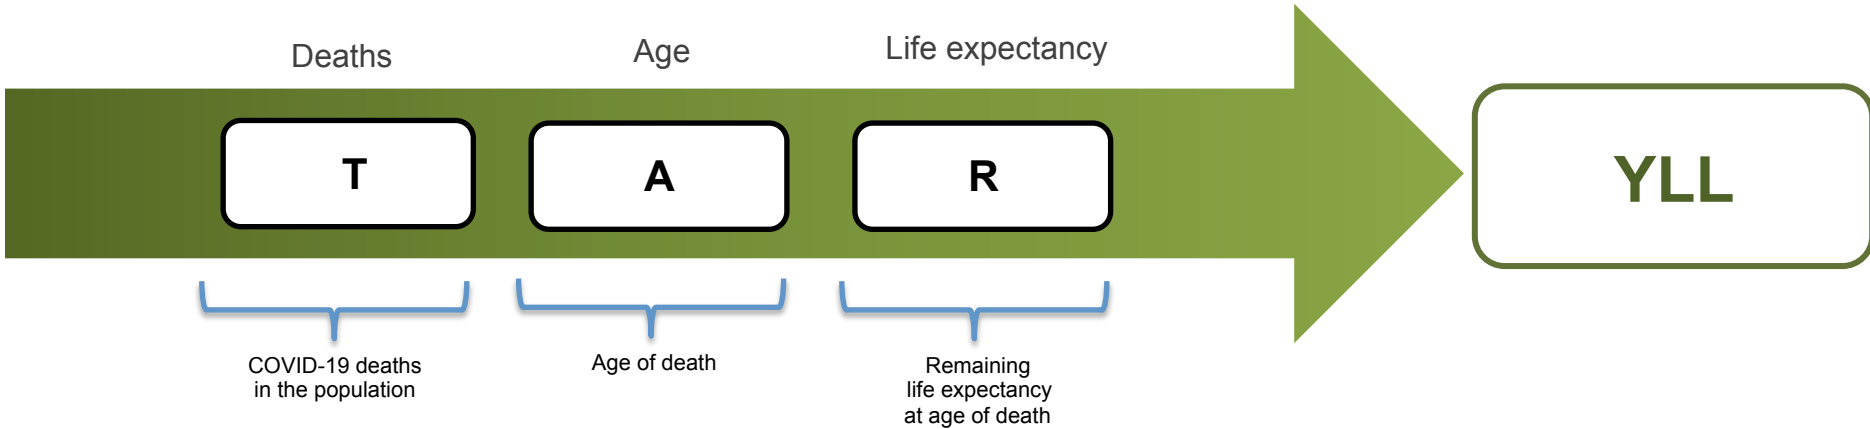 Deaths
Age
Life expectancy
T
A
R
YLL
COVID-19 deaths
in the population
Age of death
Remaining
life expectancy
at age of death